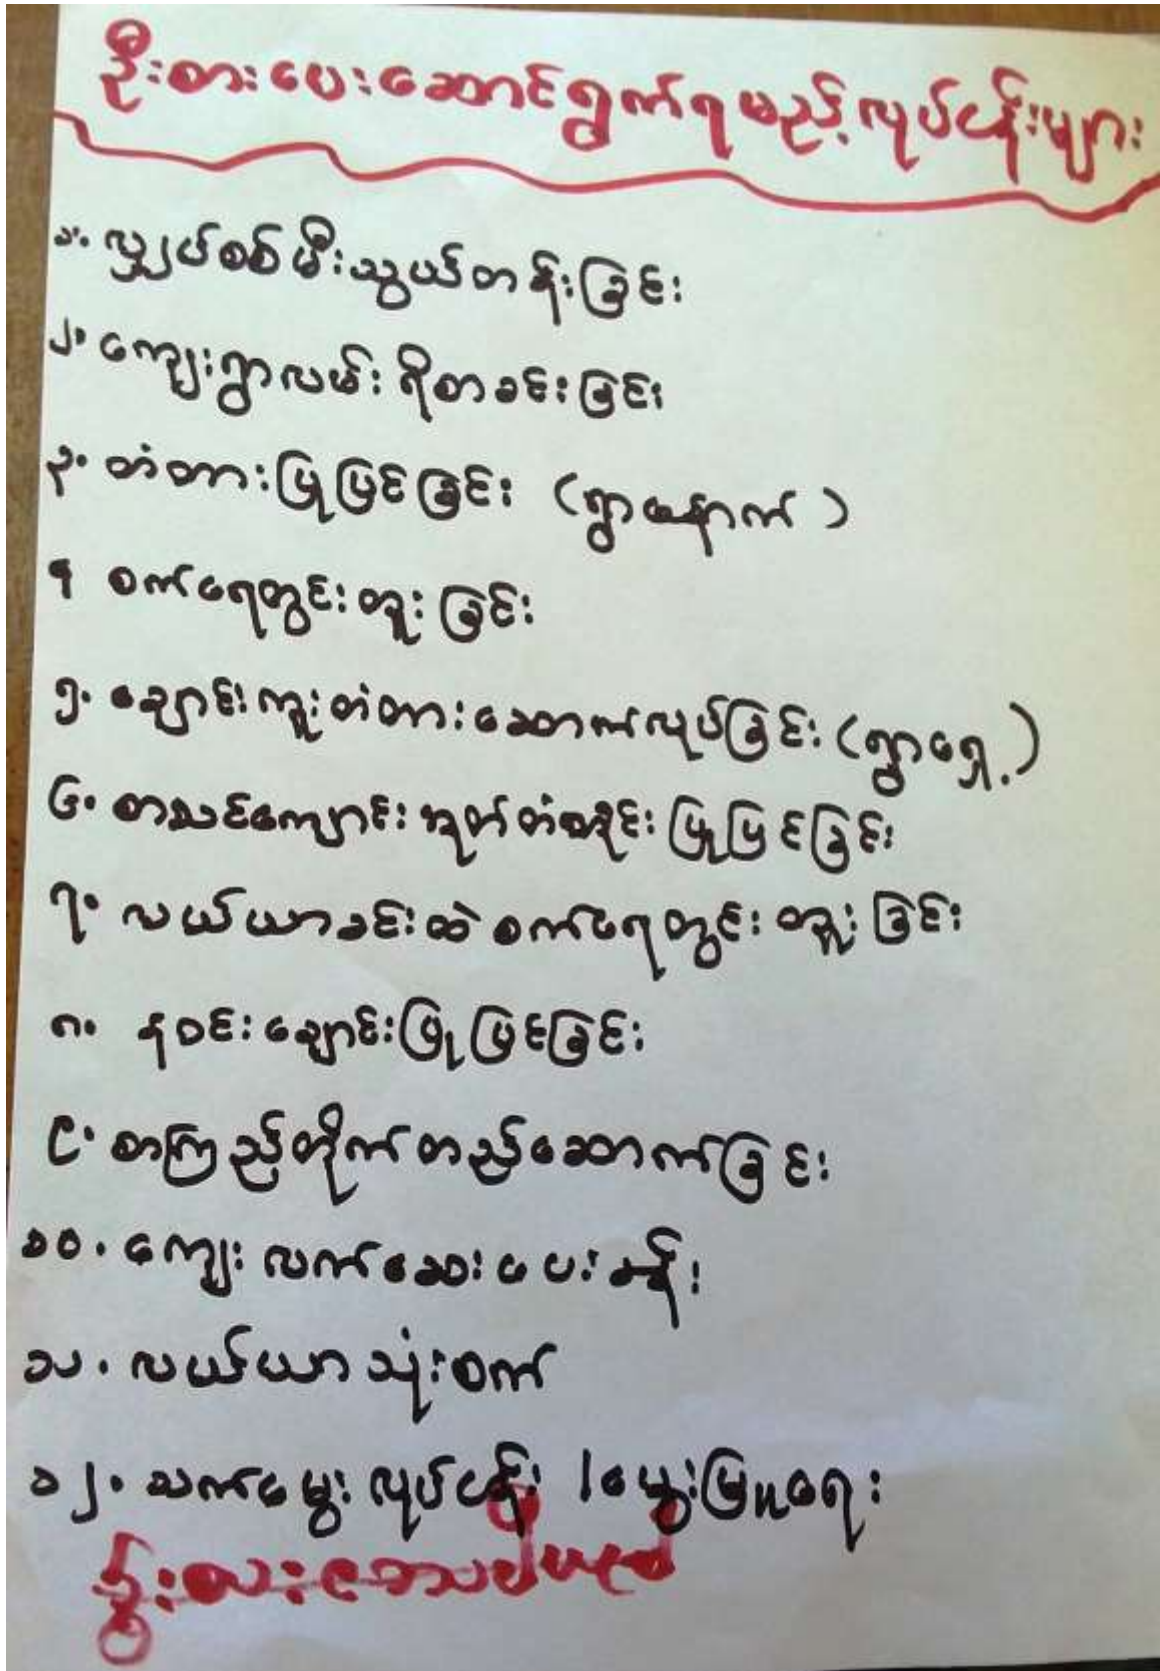 ဦးစားပေးဆောင်ရွက်ရမည့်လုပ်ငန်းများ
၁. လျှပ်စစ်မီးသွယ်တန်းခြင်း
၂. ကျေးရွာလမ်း ရိုတခင်းခြင်း
၃. တံတားပြုပြင်ခြင်း (ရွာနောက်)
၄ စက်ရေတွင်းတူးခြင်း
၅. ချောင်းကူးတံတားဆောက်လုပ်ခြင်း (ရွာရှေ့)
၆. စာသင်ကျောင်း အုတ်တံတိုင်း ပြုပြင်ခြင်း
၇. လယ်ယာခင်းထဲ စက်ရေတွင်း တူးခြင်း
၈. နဝင်းချောင်းပြုပြင်ခြင်း
၉. စာကြည့်တိုက်တည်ဆောက်ခြင်း
၁၀. ကျေးလက်ဆေးပေးခန်း
၁၁. လယ်ယာသုံးစက်
၁၂. သက်မွေးလုပ်ငန်း /မွေးမြူရေး